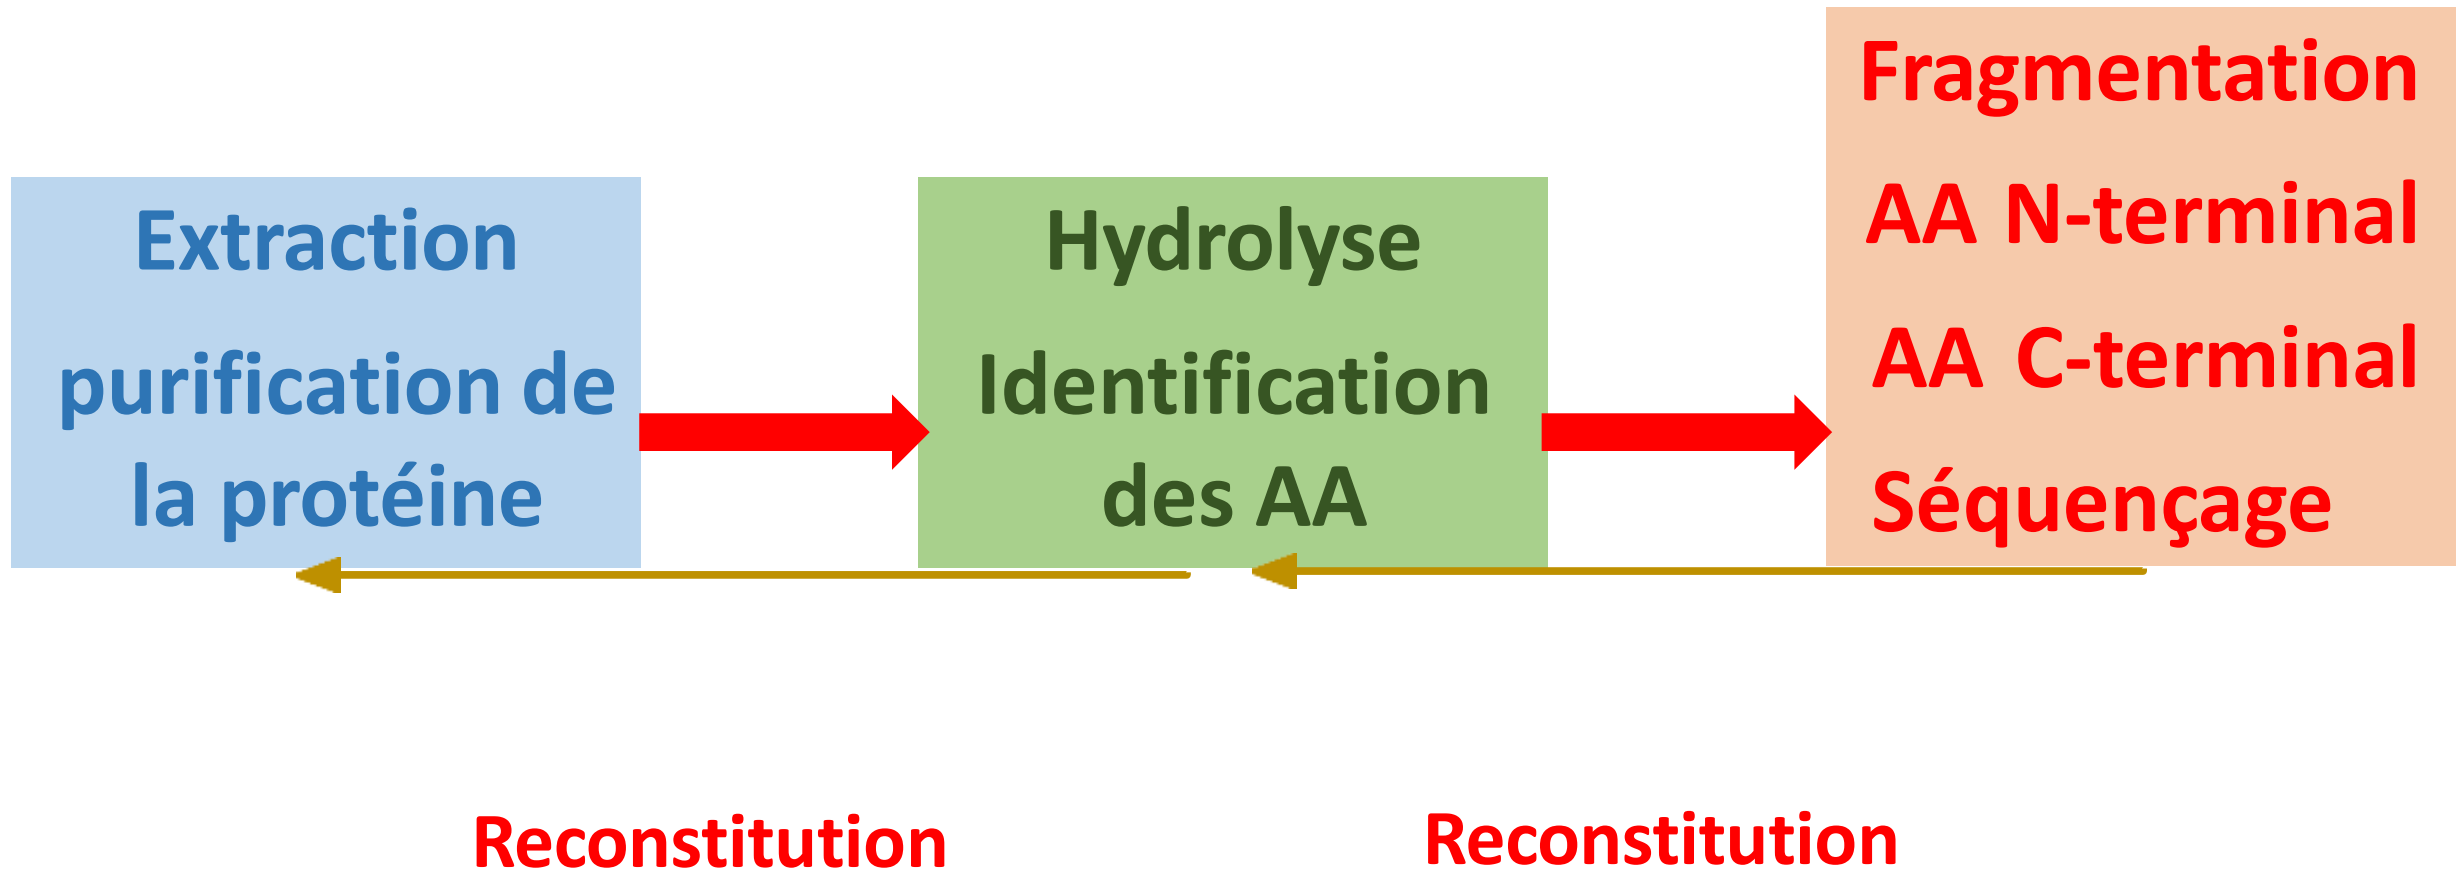 Extraction
purification de
la protéine
Hydrolyse
Identification
des AA
Fragmentation
AA N-terminal
AA C-terminal
Séquençage
Reconstitution
Reconstitution